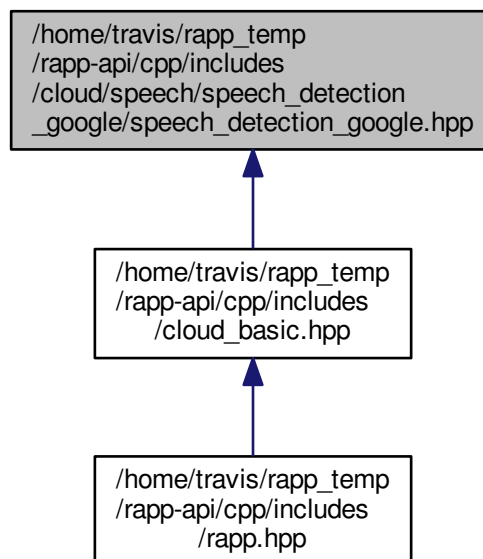 /home/travis/rapp_temp
/rapp-api/cpp/includes
/cloud/speech/speech_detection
_google/speech_detection_google.hpp
/home/travis/rapp_temp
/rapp-api/cpp/includes
/cloud_basic.hpp
/home/travis/rapp_temp
/rapp-api/cpp/includes
/rapp.hpp